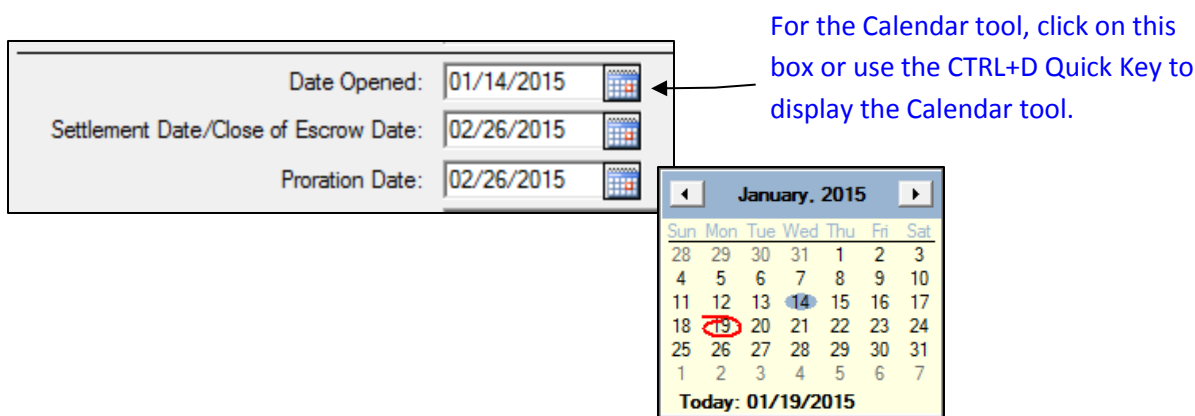 For the Calendar tool, click on this
box or use the CTRL+D Quick Key to
display the Calendar tool.
Date Opened: 01/14/2015
Settlement Date/Close of Escrow Date: 02/26/2015
Proration Date: 02/26/2015
January, 2015
Sun Mon Tue Wed Thu Fri Sat
28 29 30 31 1 2 3
4 5 6 7 8 9 10
11 12 13 14 15 16 17
18 19 20 21 22 23 24
25 26 27 28 29 30 31
1 2 3 4 5 6 7
Today: 01/19/2015